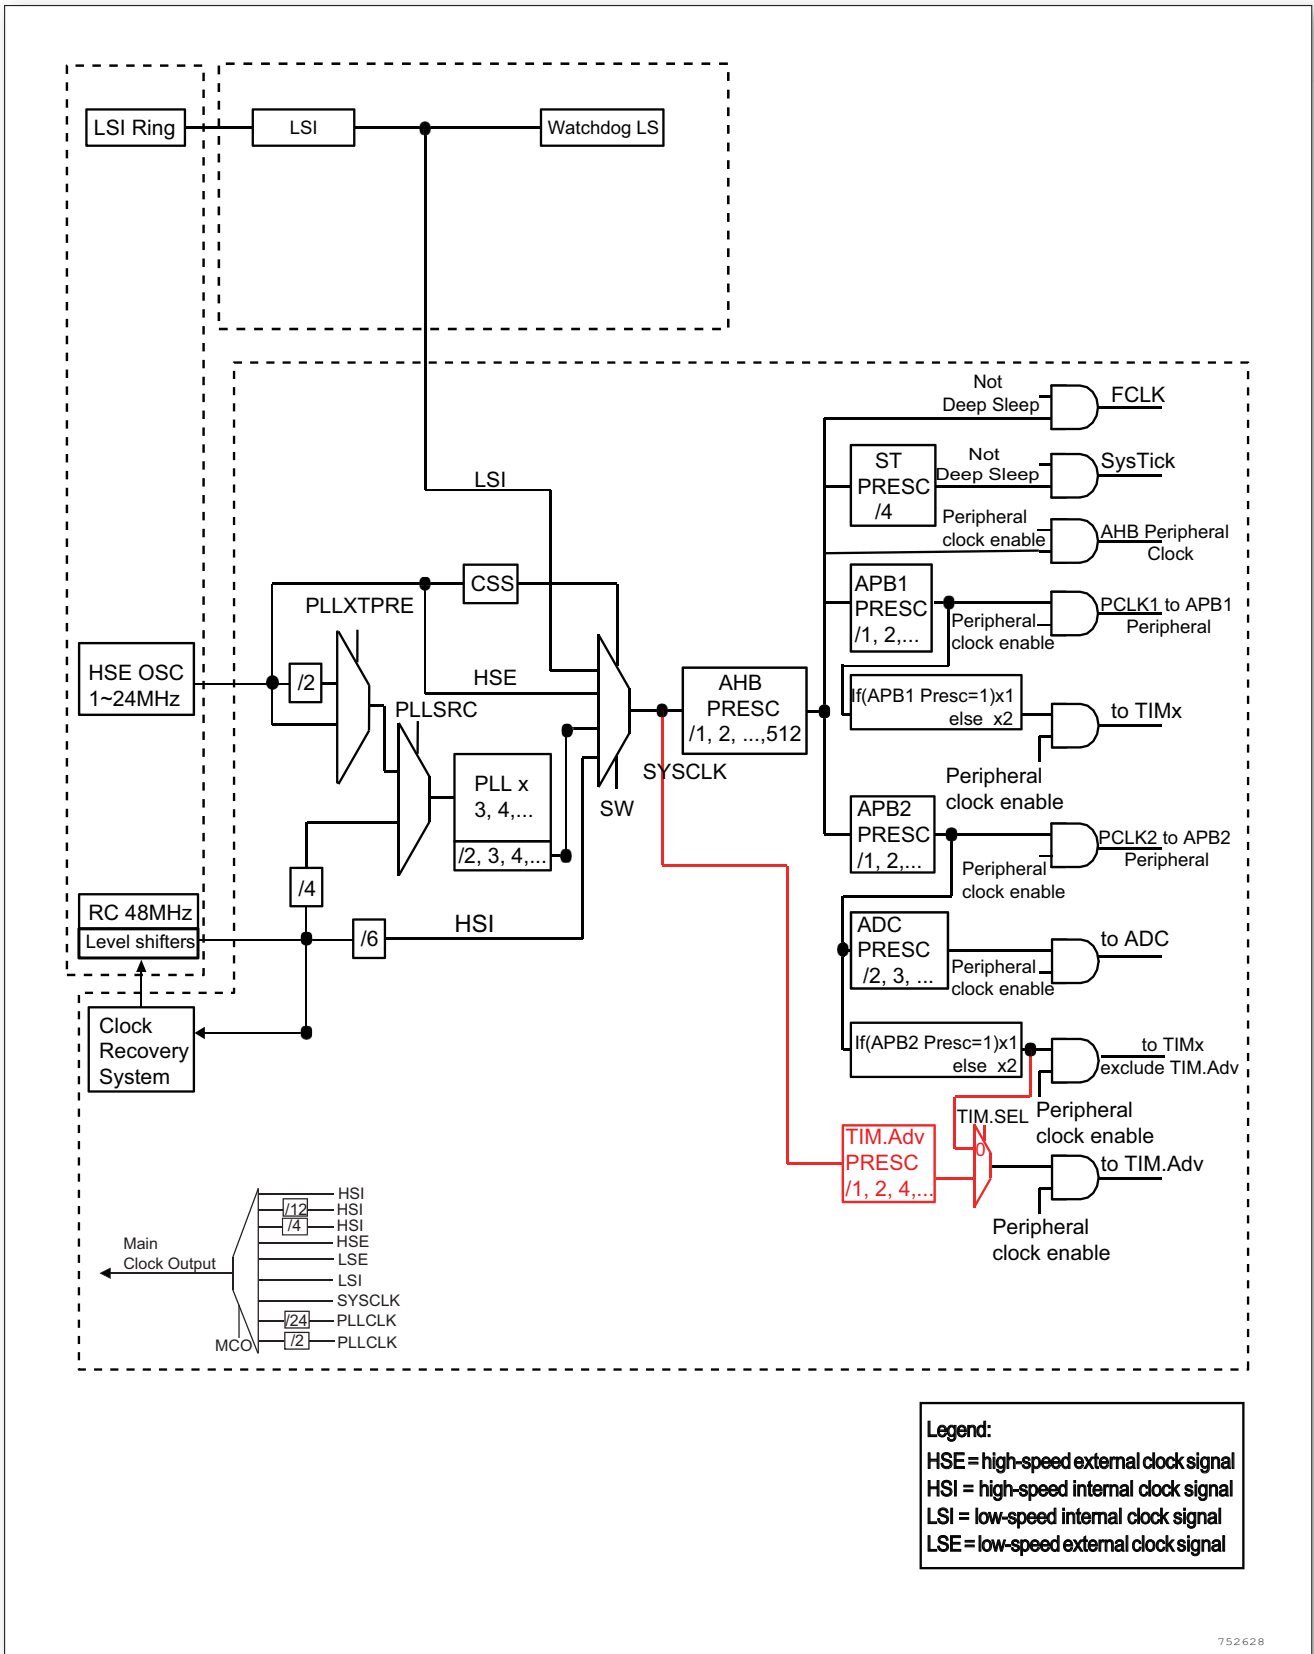 LSI Ring
LSI
Watchdog LS
Not
Deep Sleep
FCLK
ST
PRESC
/4
Not
Deep Sleep
SysTick
LSI
Peripheral
clock enable
AHB Peripheral
Clock
CSS
PLLXTPRE
APB1
PRESC
/1, 2,...
Peripheral
clock enable
PCLK1 to APB1
Peripheral
HSE OSC
1~24MHz
/2
HSE
PLLSRC
AHB
PRESC
/1, 2, ...,512
If(APB1 Presc=1)x1
else x2
to TIMx
SYSCLK
SW
PLL x
3, 4,...
/2, 3, 4,...
Peripheral
clock enable
APB2
PRESC
/1, 2,...
Peripheral
clock enable
PCLK2 to APB2
Peripheral
/4
RC 48MHz
Level shifters
/6
HSI
ADC
PRESC
/2, 3, ...
Peripheral
clock enable
to ADC
Clock
Recovery
System
If(APB2 Presc=1)x1
else x2
to TIMx
exclude TIM.Adv
TIM.SEL
Peripheral
clock enable
TIM.Adv
PRESC
/1, 2, 4,...
0
to TIM.Adv
Peripheral
clock enable
Main
Clock Output
MCO
HSI
/12 HSI
/4 HSI
HSE
LSE
LSI
SYSCLK
/24 PLLCLK
/2 PLLCLK
Legend:
HSE = high-speed external clock signal
HSI = high-speed internal clock signal
LSI = low-speed internal clock signal
LSE = low-speed external clock signal
752628